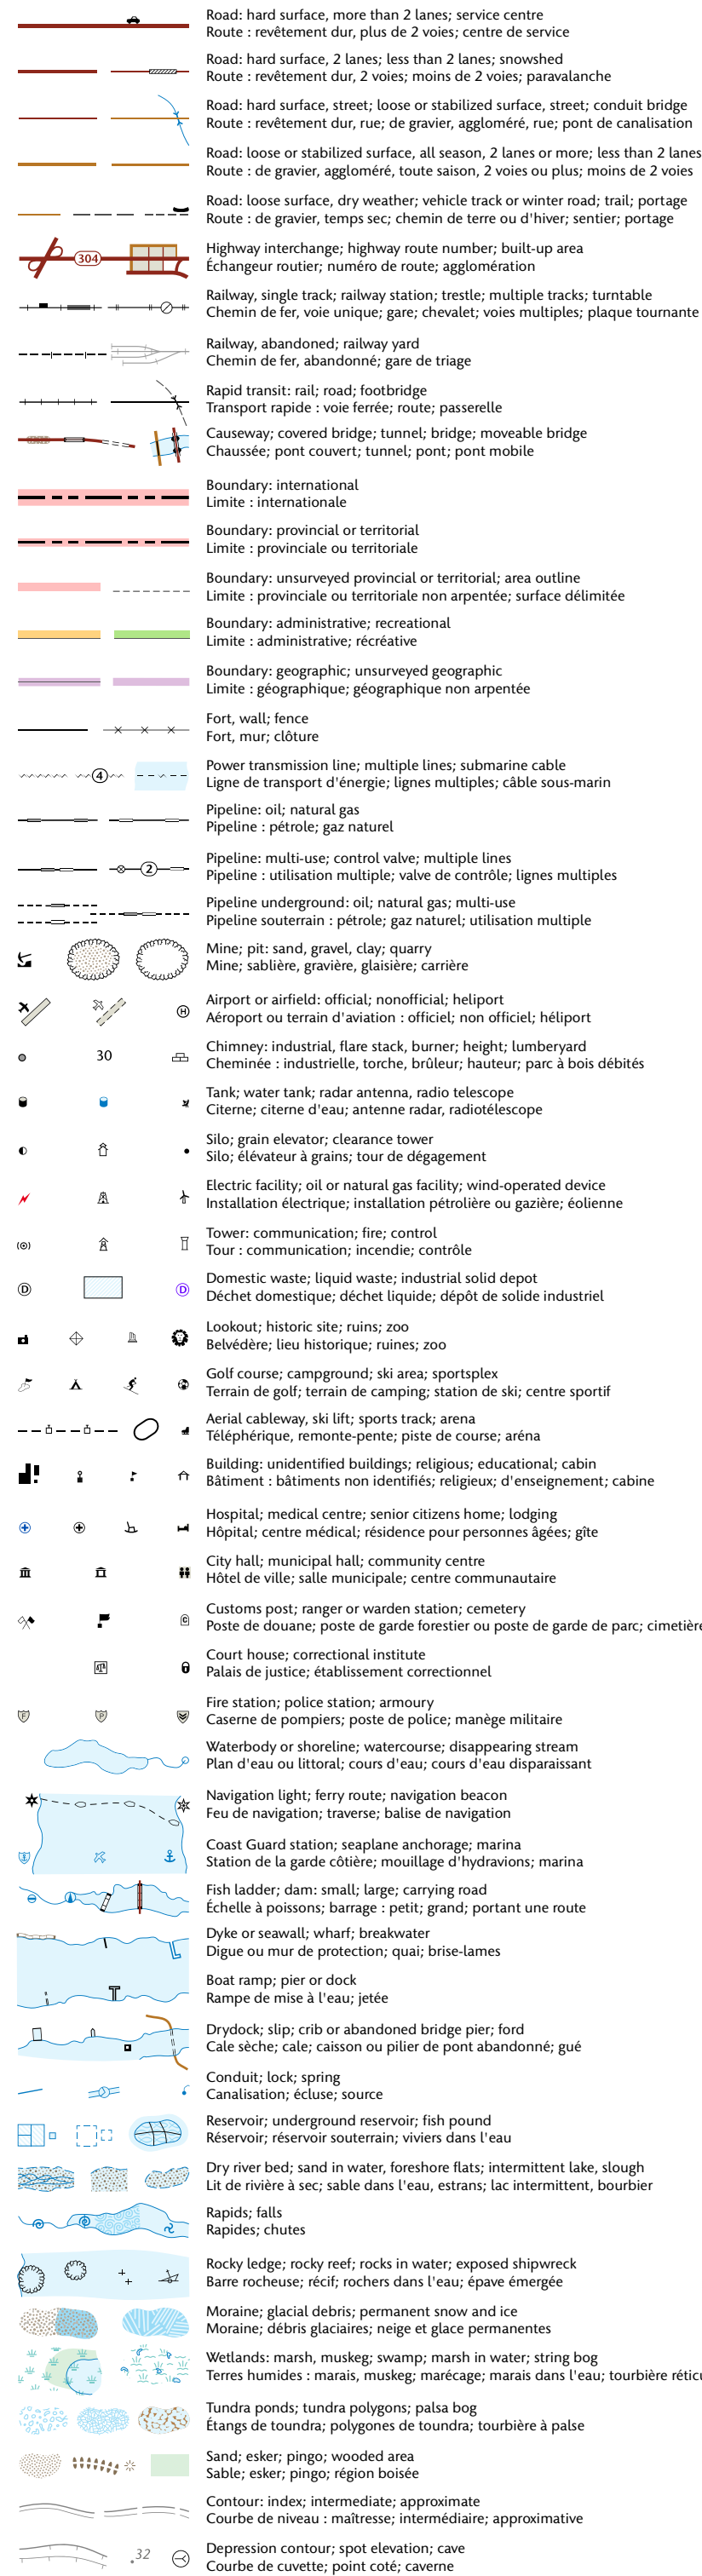 Road: hard surface, more than 2 lanes; service centre
Route : revêtement dur, plus de 2 voies; centre de service
Road: hard surface, 2 lanes; less than 2 lanes; snowshed
Route : revêtement dur, 2 voies; moins de 2 voies; paravalanche
Road: hard surface, street; loose or stabilized surface, street; conduit bridge
Route : revêtement dur, rue; de gravier, aggloméré, rue; pont de canalisation
Road: loose or stabilized surface, all season, 2 lanes or more; less than 2 lanes
Route : de gravier, aggloméré, toute saison, 2 voies ou plus; moins de 2 voies
Road: loose surface, dry weather; vehicle track or winter road; trail; portage
Route : de gravier, temps sec; chemin de terre ou d'hiver; sentier; portage
304
Highway interchange; highway route number; built-up area
Échangeur routier; numéro de route; agglomération
Railway, single track; railway station; trestle; multiple tracks; turntable
Chemin de fer, voie unique; gare; chevalet; voies multiples; plaque tournante
Railway, abandoned; railway yard
Chemin de fer, abandonné; gare de triage
Rapid transit: rail; road; footbridge
Transport rapide : voie ferrée; route; passerelle
Causeway; covered bridge; tunnel; bridge; moveable bridge
Chaussée; pont couvert; tunnel; pont; pont mobile
Boundary: international
Limite : internationale
Boundary: provincial or territorial
Limite : provinciale ou territoriale
Boundary: unsurveyed provincial or territorial; area outline
Limite : provinciale ou territoriale non arpentée; surface délimitée
Boundary: administrative; recreational
Limite : administrative; récréative
Boundary: geographic; unsurveyed geographic
Limite : géographique; géographique non arpentée
Fort, wall; fence
Fort, mur; clôture
4
Power transmission line; multiple lines; submarine cable
Ligne de transport d'énergie; lignes multiples; câble sous-marin
Pipeline: oil; natural gas
Pipeline : pétrole; gaz naturel
2
Pipeline: multi-use; control valve; multiple lines
Pipeline : utilisation multiple; valve de contrôle; lignes multiples
Pipeline underground: oil; natural gas; multi-use
Pipeline souterrain : pétrole; gaz naturel; utilisation multiple
Mine; pit: sand, gravel, clay; quarry
Mine; sablière, gravière, glaisière; carrière
H
Airport or airfield: official; nonofficial; heliport
Aéroport ou terrain d'aviation : officiel; non officiel; héliport
30
Chimney: industrial, flare stack, burner; height; lumberyard
Cheminée : industrielle, torche, brûleur; hauteur; parc à bois débités
Tank; water tank; radar antenna, radio telescope
Citerne; citerne d'eau; antenne radar, radiotélescope
Silo; grain elevator; clearance tower
Silo; élévateur à grains; tour de dégagement
Electric facility; oil or natural gas facility; wind-operated device
Installation électrique; installation pétrolière ou gazière; éolienne
Tower: communication; fire; control
Tour : communication; incendie; contrôle
D D
Domestic waste; liquid waste; industrial solid depot
Déchet domestique; déchet liquide; dépôt de solide industriel
Lookout; historic site; ruins; zoo
Belvédère; lieu historique; ruines; zoo
Golf course; campground; ski area; sportsplex
Terrain de golf; terrain de camping; station de ski; centre sportif
Aerial cableway, ski lift; sports track; arena
Téléphérique, remonte-pente; piste de course; aréna
Building: unidentified buildings; religious; educational; cabin
Bâtiment : bâtiments non identifiés; religieux; d'enseignement; cabine
Hospital; medical centre; senior citizens home; lodging
Hôpital; centre médical; résidence pour personnes âgées; gîte
City hall; municipal hall; community centre
Hôtel de ville; salle municipale; centre communautaire
C
Customs post; ranger or warden station; cemetery
Poste de douane; poste de garde forestier ou poste de garde de parc; cimetière
Court house; correctional institute
Palais de justice; établissement correctionnel
F P
Fire station; police station; armoury
Caserne de pompiers; poste de police; manège militaire
Waterbody or shoreline; watercourse; disappearing stream
Plan d'eau ou littoral; cours d'eau; cours d'eau disparaissant
Navigation light; ferry route; navigation beacon
Feu de navigation; traverse; balise de navigation
Coast Guard station; seaplane anchorage; marina
Station de la garde côtière; mouillage d'hydravions; marina
Fish ladder; dam: small; large; carrying road
Échelle à poissons; barrage : petit; grand; portant une route
Dyke or seawall; wharf; breakwater
Digue ou mur de protection; quai; brise-lames
Boat ramp; pier or dock
Rampe de mise à l'eau; jetée
Drydock; slip; crib or abandoned bridge pier; ford
Cale sèche; cale; caisson ou pilier de pont abandonné; gué
Conduit; lock; spring
Canalisation; écluse; source
Reservoir; underground reservoir; fish pound
Réservoir; réservoir souterrain; viviers dans l'eau
Dry river bed; sand in water, foreshore flats; intermittent lake, slough
Lit de rivière à sec; sable dans l'eau, estrans; lac intermittent, bourbier
Rapids; falls
Rapides; chutes
Rocky ledge; rocky reef; rocks in water; exposed shipwreck
Barre rocheuse; récif; rochers dans l'eau; épave émergée
Moraine; glacial debris; permanent snow and ice
Moraine; débris glaciaires; neige et glace permanentes
Wetlands: marsh, muskeg; swamp; marsh in water; string bog
Terres humides : marais, muskeg; marécage; marais dans l'eau; tourbière réticu
Tundra ponds; tundra polygons; palsa bog
Étangs de toundra; polygones de toundra; tourbière à palse
Sand; esker; pingo; wooded area
Sable; esker; pingo; région boisée
Contour: index; intermediate; approximate
Courbe de niveau : maîtresse; intermédiaire; approximative
.32
Depression contour; spot elevation; cave
Courbe de cuvette; point coté; caverne